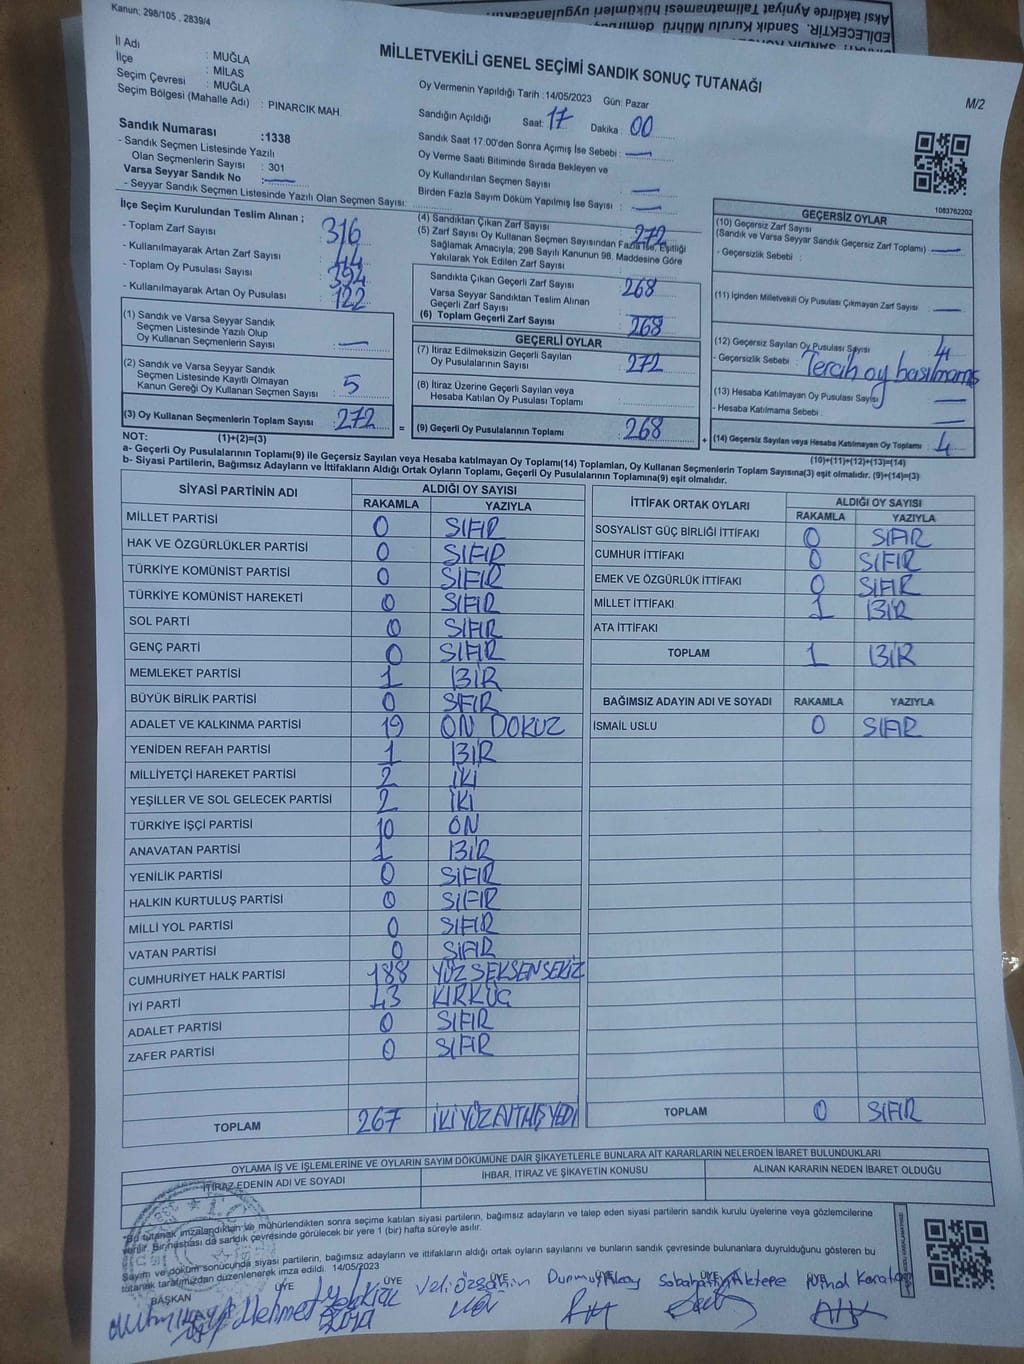 Kanun: 298/105 , 2839/4
EDİLECEKTİR. Sandık Kurulu Mührü
Aksi takdirde Ayniyat Talimatnamesi hükümleri uygulanacaktır.
MİLLETVEKİLİ GENEL SEÇİMİ SANDIK SONUÇ TUTANAĞI
M/2
İl Adı : MUĞLA
İlçe : MİLAS
Seçim Çevresi : MUĞLA
Seçim Bölgesi (Mahalle Adı) : PINARCIK MAH.
Oy Vermenin Yapıldığı Tarih : 14/05/2023 Gün: Pazar
Sandığın Açıldığı Saat: 17 Dakika : 00
Sandık Saat 17:00'den Sonra Açımış İse Sebebi :
Oy Verme Saati Bitiminde Sırada Bekleyen ve
Oy Kullandırılan Seçmen Sayısı
Birden Fazla Sayım Döküm Yapılmış İse Sayısı :
Sandık Numarası :1338
- Sandık Seçmen Listesinde Yazılı
Olan Seçmenlerin Sayısı : 301
Varsa Seyyar Sandık No :
- Seyyar Sandık Seçmen Listesinde Yazılı Olan Seçmen Sayısı:
1083762202
İlçe Seçim Kurulundan Teslim Alınan ;
- Toplam Zarf Sayısı : 316
- Kullanılmayarak Artan Zarf Sayısı : 44
- Toplam Oy Pusulası Sayısı : 394
- Kullanılmayarak Artan Oy Pusulası : 122
(1) Sandık ve Varsa Seyyar Sandık
Seçmen Listesinde Yazılı Olup
Oy Kullanan Seçmenlerin Sayısı :
(2) Sandık ve Varsa Seyyar Sandık
Seçmen Listesinde Kayıtlı Olmayan
Kanun Gereği Oy Kullanan Seçmen Sayısı : 5
(3) Oy Kullanan Seçmenlerin Toplam Sayısı : 272
(4) Sandıktan Çıkan Zarf Sayısı : 272
(5) Zarf Sayısı Oy Kullanan Seçmen Sayısından Fazla İse, Eşitliği
Sağlamak Amacıyla, 298 Sayılı Kanunun 98. Maddesine Göre
Yakılarak Yok Edilen Zarf Sayısı :
Sandıkta Çıkan Geçerli Zarf Sayısı : 268
Varsa Seyyar Sandıktan Teslim Alınan
Geçerli Zarf Sayısı :
(6) Toplam Geçerli Zarf Sayısı : 268
GEÇERLİ OYLAR
(7) İtiraz Edilmeksizin Geçerli Sayılan
Oy Pusulalarının Sayısı : 272
(8) İtiraz Üzerine Geçerli Sayılan veya
Hesaba Katılan Oy Pusulası Toplamı :
= (9) Geçerli Oy Pusulalarının Toplamı : 268
GEÇERSİZ OYLAR
(10) Geçersiz Zarf Sayısı
(Sandık ve Varsa Seyyar Sandık Geçersiz Zarf Toplamı) :
- Geçersizlik Sebebi :
(11) İçinden Milletvekili Oy Pusulası Çıkmayan Zarf Sayısı :
(12) Geçersiz Sayılan Oy Pusulası Sayısı : 4
- Geçersizlik Sebebi : Tercih oy basılmamış
(13) Hesaba Katılmayan Oy Pusulası Sayısı :
- Hesaba Katılmama Sebebi :
+ (14) Geçersiz Sayılan veya Hesaba Katılmayan Oy Toplamı : 4
NOT: (1)+(2)=(3)
(10)+(11)+(12)+(13)=(14)
a- Geçerli Oy Pusulalarının Toplamı(9) ile Geçersiz Sayılan veya Hesaba katılmayan Oy Toplamı(14) Toplamları, Oy Kullanan Seçmenlerin Toplam Sayısına(3) eşit olmalıdır. (9)+(14)=(3)
b- Siyasi Partilerin, Bağımsız Adayların ve İttifakların Aldığı Ortak Oyların Toplamı, Geçerli Oy Pusulalarının Toplamına(9) eşit olmalıdır.
SİYASİ PARTİNİN ADI ALDIĞI OY SAYISI
RAKAMLA YAZIYLA
MİLLET PARTİSİ 0 SIFIR
HAK VE ÖZGÜRLÜKLER PARTİSİ 0 SIFIR
TÜRKİYE KOMÜNİST PARTİSİ 0 SIFIR
TÜRKİYE KOMÜNİST HAREKETİ 0 SIFIR
SOL PARTİ 0 SIFIR
GENÇ PARTİ 0 SIFIR
MEMLEKET PARTİSİ 1 BİR
BÜYÜK BİRLİK PARTİSİ 0 SIFIR
ADALET VE KALKINMA PARTİSİ 19 ON DOKUZ
YENİDEN REFAH PARTİSİ 1 BİR
MİLLİYETÇİ HAREKET PARTİSİ 2 İKİ
YEŞİLLER VE SOL GELECEK PARTİSİ 2 İKİ
TÜRKİYE İŞÇİ PARTİSİ 10 ON
ANAVATAN PARTİSİ 1 BİR
YENİLİK PARTİSİ 0 SIFIR
HALKIN KURTULUŞ PARTİSİ 0 SIFIR
MİLLİ YOL PARTİSİ 0 SIFIR
VATAN PARTİSİ 0 SIFIR
CUMHURİYET HALK PARTİSİ 188 YÜZ SEKSEN SEKİZ
İYİ PARTİ 43 KIRKÜÇ
ADALET PARTİSİ 0 SIFIR
ZAFER PARTİSİ 0 SIFIR
TOPLAM 267 İKİYÜZALTMIŞYEDİ
İTTİFAK ORTAK OYLARI ALDIĞI OY SAYISI
RAKAMLA YAZIYLA
SOSYALİST GÜÇ BİRLİĞİ İTTİFAKI 0 SIFIR
CUMHUR İTTİFAKI 0 SIFIR
EMEK VE ÖZGÜRLÜK İTTİFAKI 0 SIFIR
MİLLET İTTİFAKI 1 BİR
ATA İTTİFAKI
TOPLAM 1 BİR
BAĞIMSIZ ADAYIN ADI VE SOYADI RAKAMLA YAZIYLA
İSMAİL USLU 0 SIFIR
TOPLAM 0 SIFIR
OYLAMA İŞ VE İŞLEMLERİNE VE OYLARIN SAYIM DÖKÜMÜNE DAİR ŞİKAYETLERLE BUNLARA AİT KARARLARIN NELERDEN İBARET BULUNDUKLARI
İTİRAZ EDENİN ADI VE SOYADI İHBAR, İTİRAZ VE ŞİKAYETİN KONUSU ALINAN KARARIN NEDEN İBARET OLDUĞU
"Bu tutanak imzalandıktan ve mühürlendikten sonra seçime katılan siyasi partilerin, bağımsız adayların ve talep eden siyasi partilerin sandık kurulu üyelerine veya gözlemcilerine
verilir. Bir nüshası da sandık çevresinde görülecek bir yere 1 (bir) hafta süreyle asılır.
Sayım ve döküm sonucunda siyasi partilerin, bağımsız adayların ve ittifakların aldığı ortak oyların sayılarını ve bunların sandık çevresinde bulunanlara duyrulduğunu gösteren bu
tutanak tarafımızdan düzenlenerek imza edildi. 14/05/2023
BAŞKAN ÜYE ÜYE ÜYE ÜYE ÜYE
Mehmet Veli Özşahin Sabahattin Aktepe